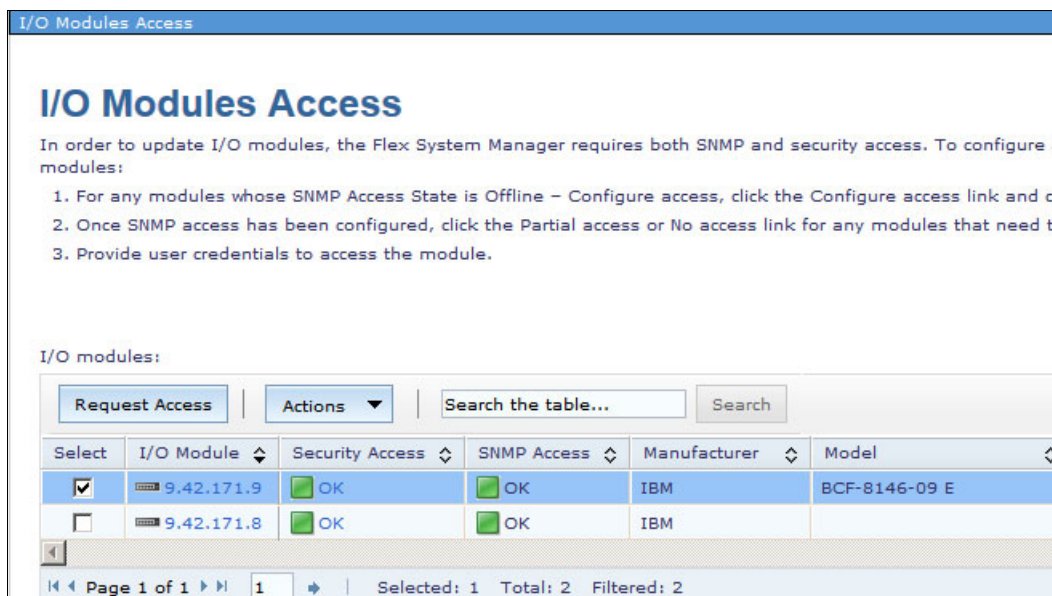 I/O Modules Access
I/O Modules Access
In order to update I/O modules, the Flex System Manager requires both SNMP and security access. To configure
modules:
1. For any modules whose SNMP Access State is Offline – Configure access, click the Configure access link and
2. Once SNMP access has been configured, click the Partial access or No access link for any modules that need
3. Provide user credentials to access the module.
I/O modules:
Request Access Actions Search the table... Search
Select I/O Module Security Access SNMP Access Manufacturer Model
9.42.171.9 OK OK IBM BCF-8146-09 E
9.42.171.8 OK OK IBM
Page 1 of 1 1 Selected: 1 Total: 2 Filtered: 2